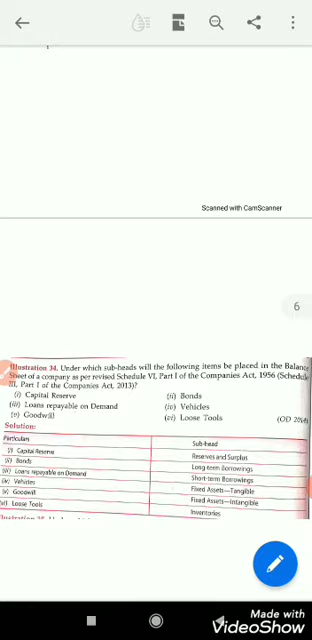 Scanned with CamScanner
6
Illustration 34. Under which sub-heads will the following items be placed in the Balance
Sheet of a company as per revised Schedule VI, Part I of the Companies Act, 1956 (Schedule
III, Part I of the Companies Act, 2013)?
(i) Capital Reserve (ii) Bonds
(iii) Loans repayable on Demand (iv) Vehicles
(v) Goodwill (vi) Loose Tools (OD 2014)
Solution:
Particulars Sub-head
(i) Capital Reserve Reserves and Surplus
(ii) Bonds Long-term Borrowings
(iii) Loans repayable on Demand Short-term Borrowings
(iv) Vehicles Fixed Assets—Tangible
(v) Goodwill Fixed Assets—Intangible
(vi) Loose Tools Inventories
Made with
VideoShow